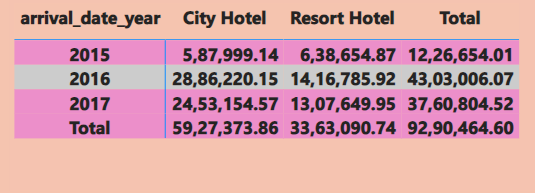 arrival_date_year City Hotel Resort Hotel Total
2015 5,87,999.14 6,38,654.87 12,26,654.01
2016 28,86,220.15 14,16,785.92 43,03,006.07
2017 24,53,154.57 13,07,649.95 37,60,804.52
Total 59,27,373.86 33,63,090.74 92,90,464.60